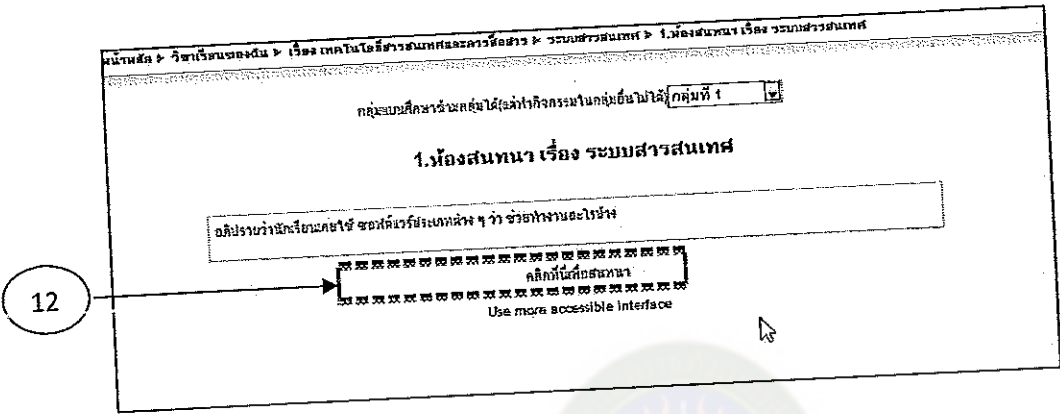 หน้าหลัก ► วิชาเรียนของฉัน ► เรื่อง เทคโนโลยีสารสนเทศและการสื่อสาร ► ระบบสารสนเทศ ► 1.ห้องสนทนา เรื่อง ระบบสารสนเทศ
กลุ่มแบบศึกษาข้ามกลุ่มได้(แต่ทำกิจกรรมในกลุ่มอื่นไม่ได้) กลุ่มที่ 1
1.ห้องสนทนา เรื่อง ระบบสารสนเทศ
อภิปรายว่านักเรียนเคยใช้ ซอฟต์แวร์ประเภทต่าง ๆ ว่า ช่วยทำงานอะไรบ้าง
12
คลิกที่นี่เพื่อสนทนา
Use more accessible interface